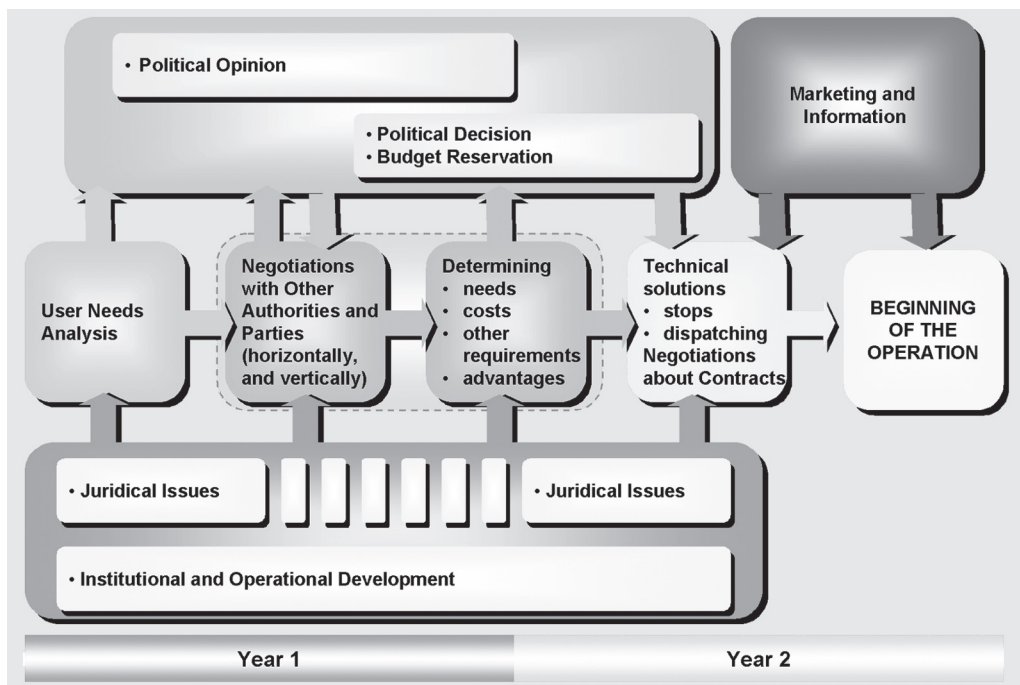 • Political Opinion
• Political Decision
• Budget Reservation
Marketing and
Information
User Needs
Analysis
Negotiations
with Other
Authorities and
Parties
(horizontally,
and vertically)
Determining
• needs
• costs
• other
requirements
• advantages
Technical
solutions
• stops
• dispatching
Negotiations
about Contracts
BEGINNING
OF THE
OPERATION
• Juridical Issues
• Juridical Issues
• Institutional and Operational Development
Year 1
Year 2